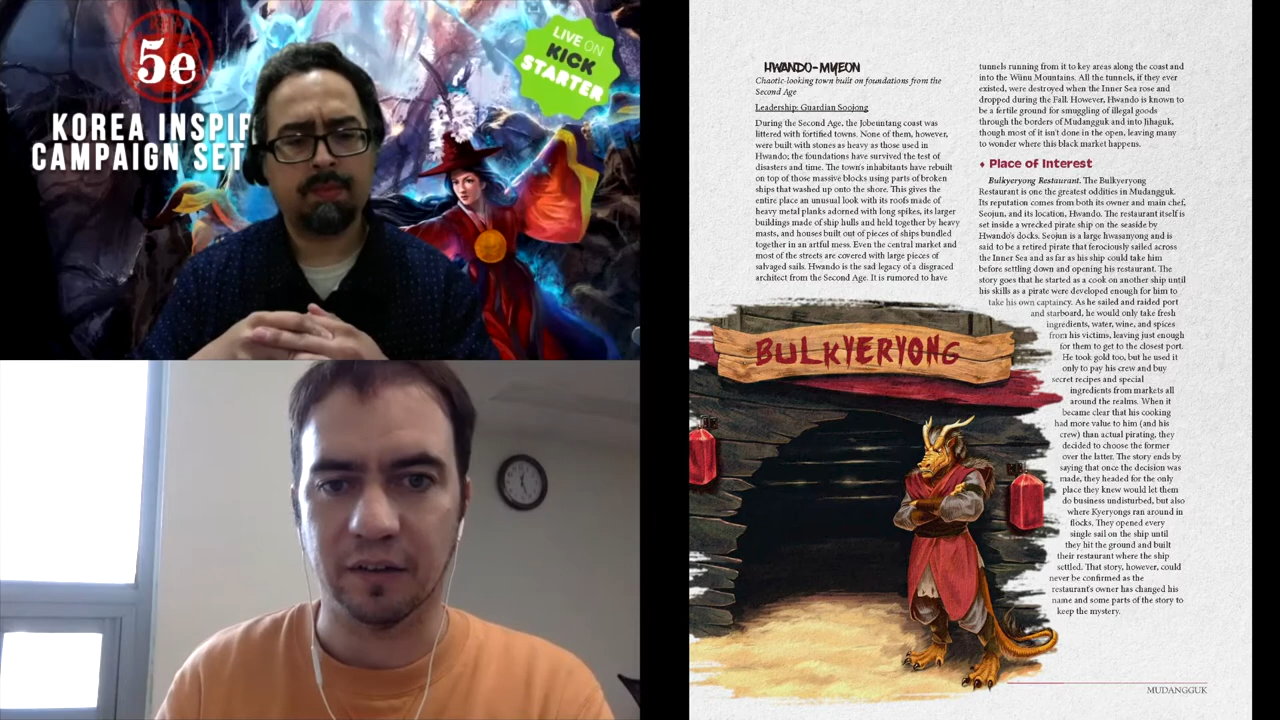 5e
KOREA INSPIR
CAMPAIGN SET
LIVE ON
KICK
STARTER
HWANDO-MYEON
Chaotic-looking town built on foundations from the
Second Age
Leadership: Guardian Soojong
During the Second Age, the Jobeuntang coast was
littered with fortified towns. None of them, however,
were built with stones as heavy as those used in
Hwando; the foundations have survived the test of
disasters and time. The town's inhabitants have rebuilt
on top of those massive blocks using parts of broken
ships that washed up onto the shore. This gives the
entire place an unusual look with its roofs made of
heavy metal planks adorned with long spikes, its larger
buildings made of ship hulls and held together by heavy
masts, and houses built out of pieces of ships bundled
together in an artful mess. Even the central market and
most of the streets are covered with large pieces of
salvaged sails. Hwando is the sad legacy of a disgraced
architect from the Second Age. It is rumored to have
tunnels running from it to key areas along the coast and
into the Wünu Mountains. All the tunnels, if they ever
existed, were destroyed when the Inner Sea rose and
dropped during the Fall. However, Hwando is known to
be a fertile ground for smuggling of illegal goods
through the borders of Mudangguk and into Jihaguk,
though most of it isn't done in the open, leaving many
to wonder where this black market happens.
♦ Place of Interest
Bulkyeryong Restaurant. The Bulkyeryong
Restaurant is one the greatest oddities in Mudangguk.
Its reputation comes from both its owner and main chef,
Seojun, and its location, Hwando. The restaurant itself is
set inside a wrecked pirate ship on the seaside by
Hwando's docks. Seojun is a large hwasanyong and is
said to be a retired pirate that ferociously sailed across
the Inner Sea and as far as his ship could take him
before settling down and opening his restaurant. The
story goes that he started as a cook on another ship until
his skills as a pirate were developed enough for him to
take his own captaincy. As he sailed and raided port
and starboard, he would only take fresh
ingredients, water, wine, and spices
from his victims, leaving just enough
for them to get to the closest port.
He took gold too, but he used it
only to pay his crew and buy
secret recipes and special
ingredients from markets all
around the realms. When it
became clear that his cooking
had more value to him (and his
crew) than actual pirating, they
decided to choose the former
over the latter. The story ends by
saying that once the decision was
made, they headed for the only
place they knew would let them
do business undisturbed, but also
where Kyeryongs ran around in
flocks. They opened every
single sail on the ship until
they hit the ground and built
their restaurant where the ship
settled. That story, however, could
never be confirmed as the
restaurant's owner has changed his
name and some parts of the story to
keep the mystery.
BULKYERYONG
MUDANGGUK